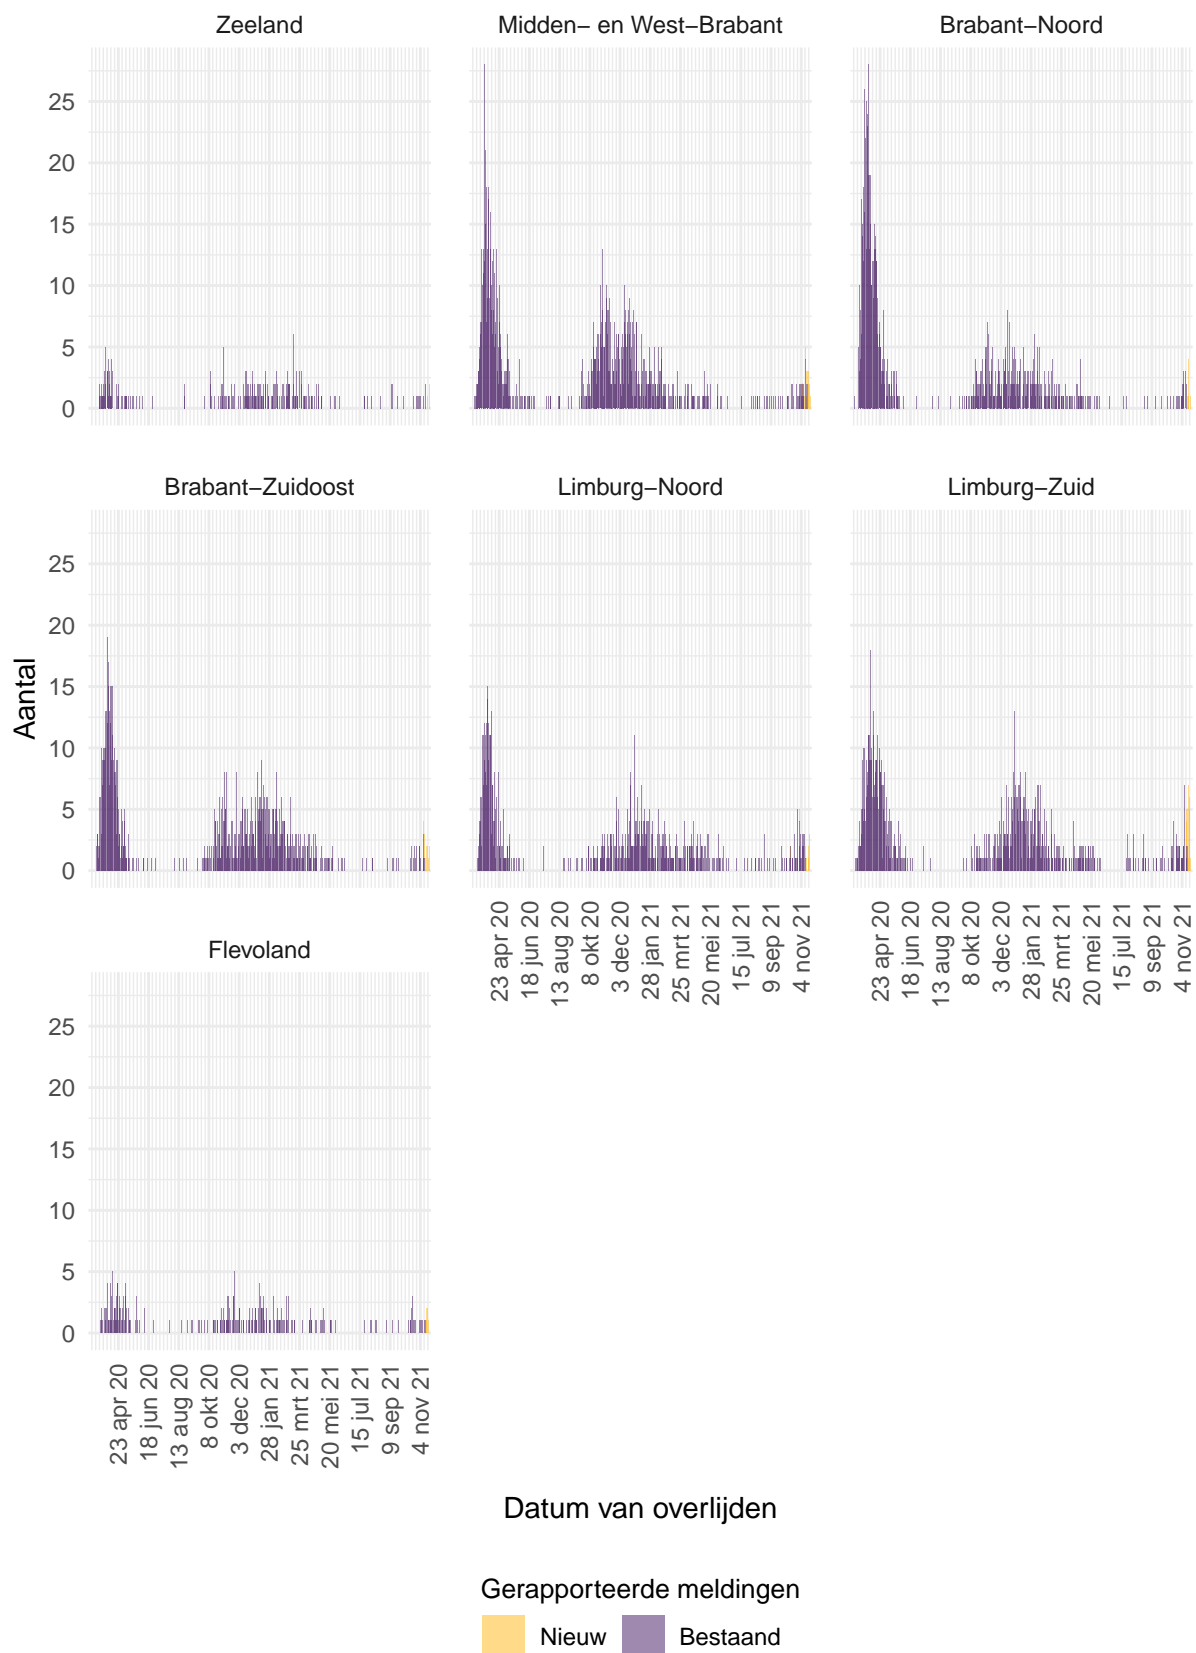 Zeeland
Midden– en West–Brabant
Brabant–Noord
25
20
15
10
5
0
Brabant–Zuidoost
Limburg–Noord
Limburg–Zuid
25
20
15
10
5
0
Aantal
23 apr 20
18 jun 20
13 aug 20
8 okt 20
3 dec 20
28 jan 21
25 mrt 21
20 mei 21
15 jul 21
9 sep 21
4 nov 21
23 apr 20
18 jun 20
13 aug 20
8 okt 20
3 dec 20
28 jan 21
25 mrt 21
20 mei 21
15 jul 21
9 sep 21
4 nov 21
Flevoland
25
20
15
10
5
0
23 apr 20
18 jun 20
13 aug 20
8 okt 20
3 dec 20
28 jan 21
25 mrt 21
20 mei 21
15 jul 21
9 sep 21
4 nov 21
Datum van overlijden
Gerapporteerde meldingen
Nieuw
Bestaand